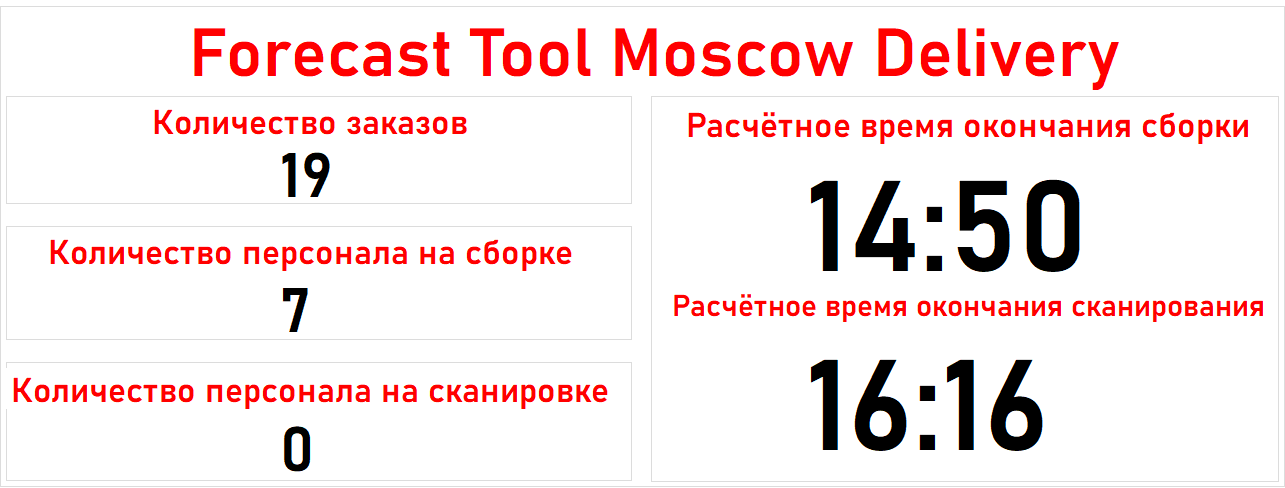 Forecast Tool Moscow Delivery
Количество заказов
19
Количество персонала на сборке
7
Количество персонала на сканировке
0
Расчётное время окончания сборки
14:50
Расчётное время окончания сканирования
16:16